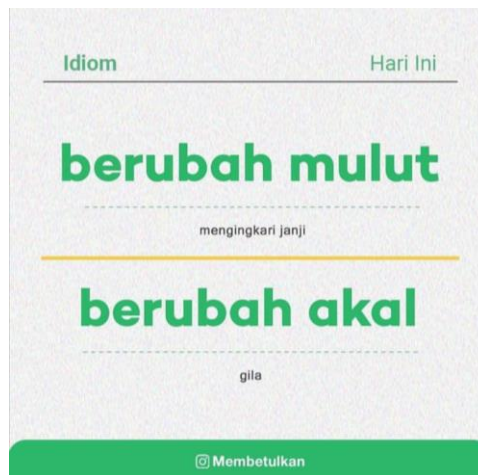 Idiom Hari Ini
berubah mulut
mengingkari janji
berubah akal
gila
Membetulkan